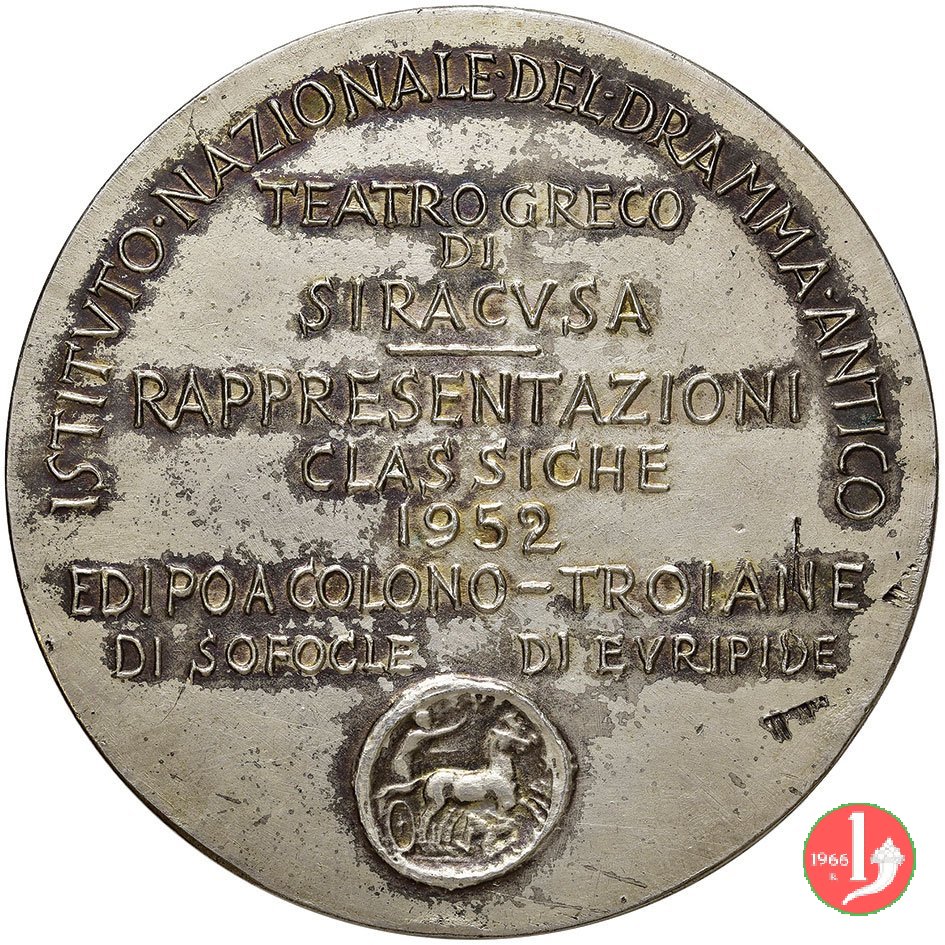 ISTITVTO·NAZIONALE·DEL·DRAMMA·ANTICO
TEATRO GRECO
DI
SIRACVSA
RAPPRESENTAZIONI
CLASSICHE
1952
EDIPO A COLONO-TROIANE
DI SOFOCLE DI EVRIPIDE
1966